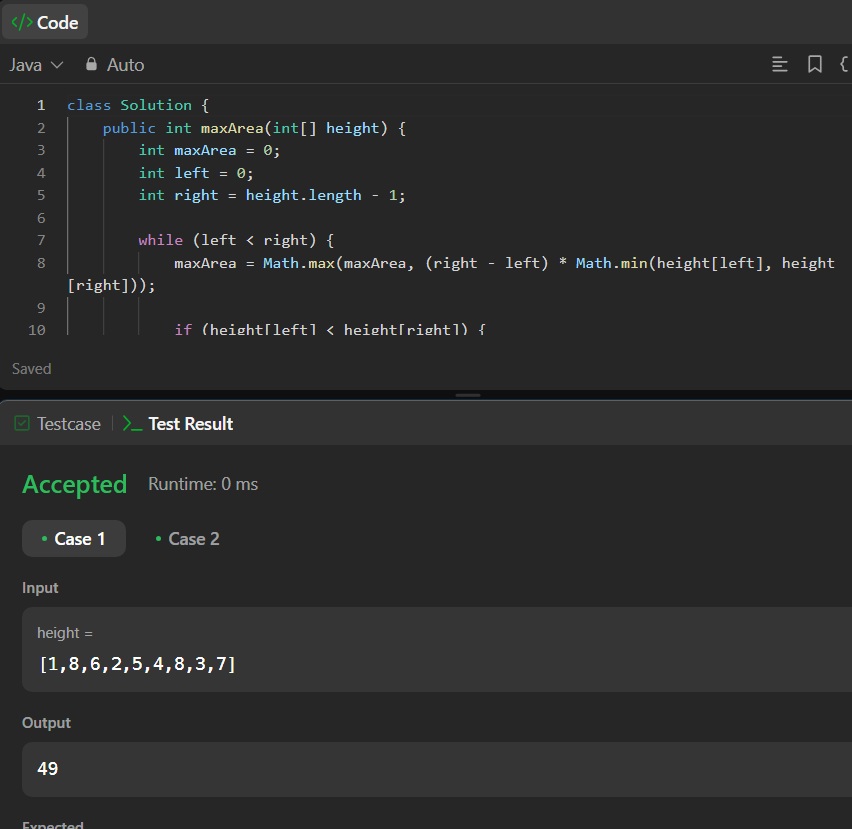 </> Code
Java Auto {
1 class Solution {
2 public int maxArea(int[] height) {
3 int maxArea = 0;
4 int left = 0;
5 int right = height.length - 1;
6
7 while (left < right) {
8 maxArea = Math.max(maxArea, (right - left) * Math.min(height[left], height
[right]));
9
10 if (height[left] < height[right]) {
Saved
Testcase >_ Test Result
Accepted Runtime: 0 ms
• Case 1 • Case 2
Input
height =
[1,8,6,2,5,4,8,3,7]
Output
49
Expected